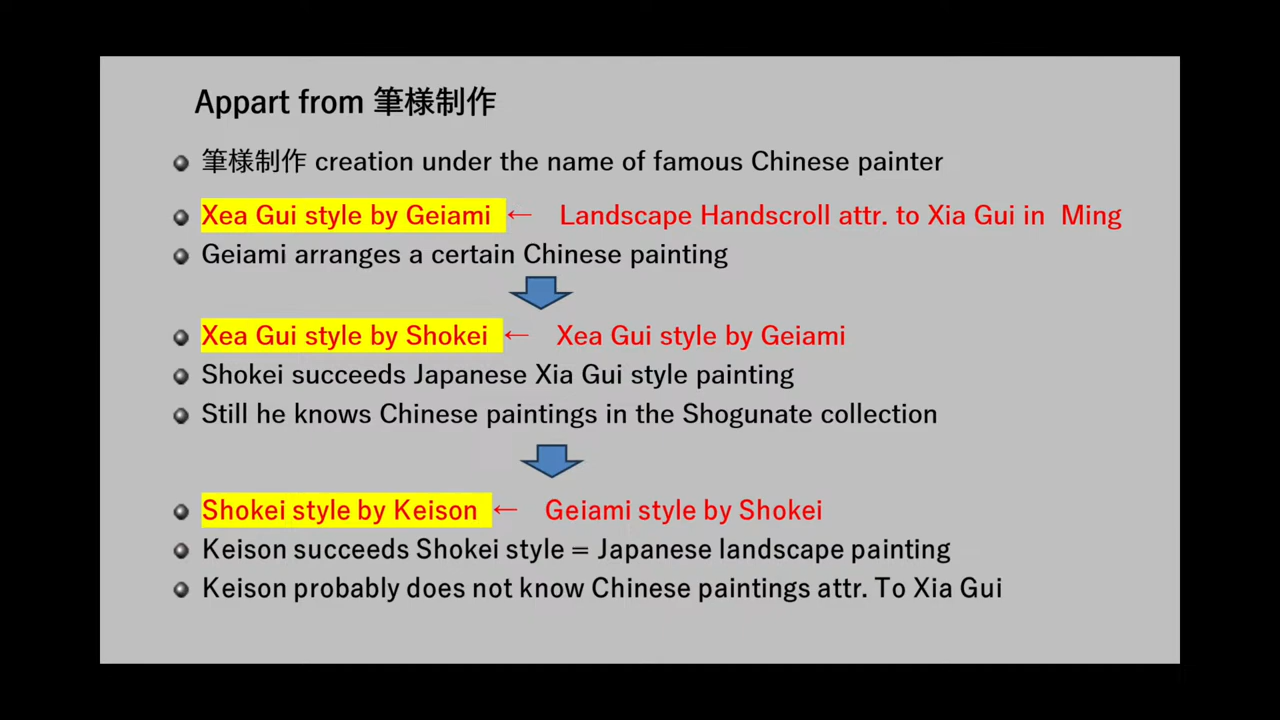 Appart from 筆様制作
筆様制作 creation under the name of famous Chinese painter
Xea Gui style by Geiami ← Landscape Handscroll attr. to Xia Gui in Ming
Geiami arranges a certain Chinese painting
Xea Gui style by Shokei ← Xea Gui style by Geiami
Shokei succeeds Japanese Xia Gui style painting
Still he knows Chinese paintings in the Shogunate collection
Shokei style by Keison ← Geiami style by Shokei
Keison succeeds Shokei style = Japanese landscape painting
Keison probably does not know Chinese paintings attr. To Xia Gui